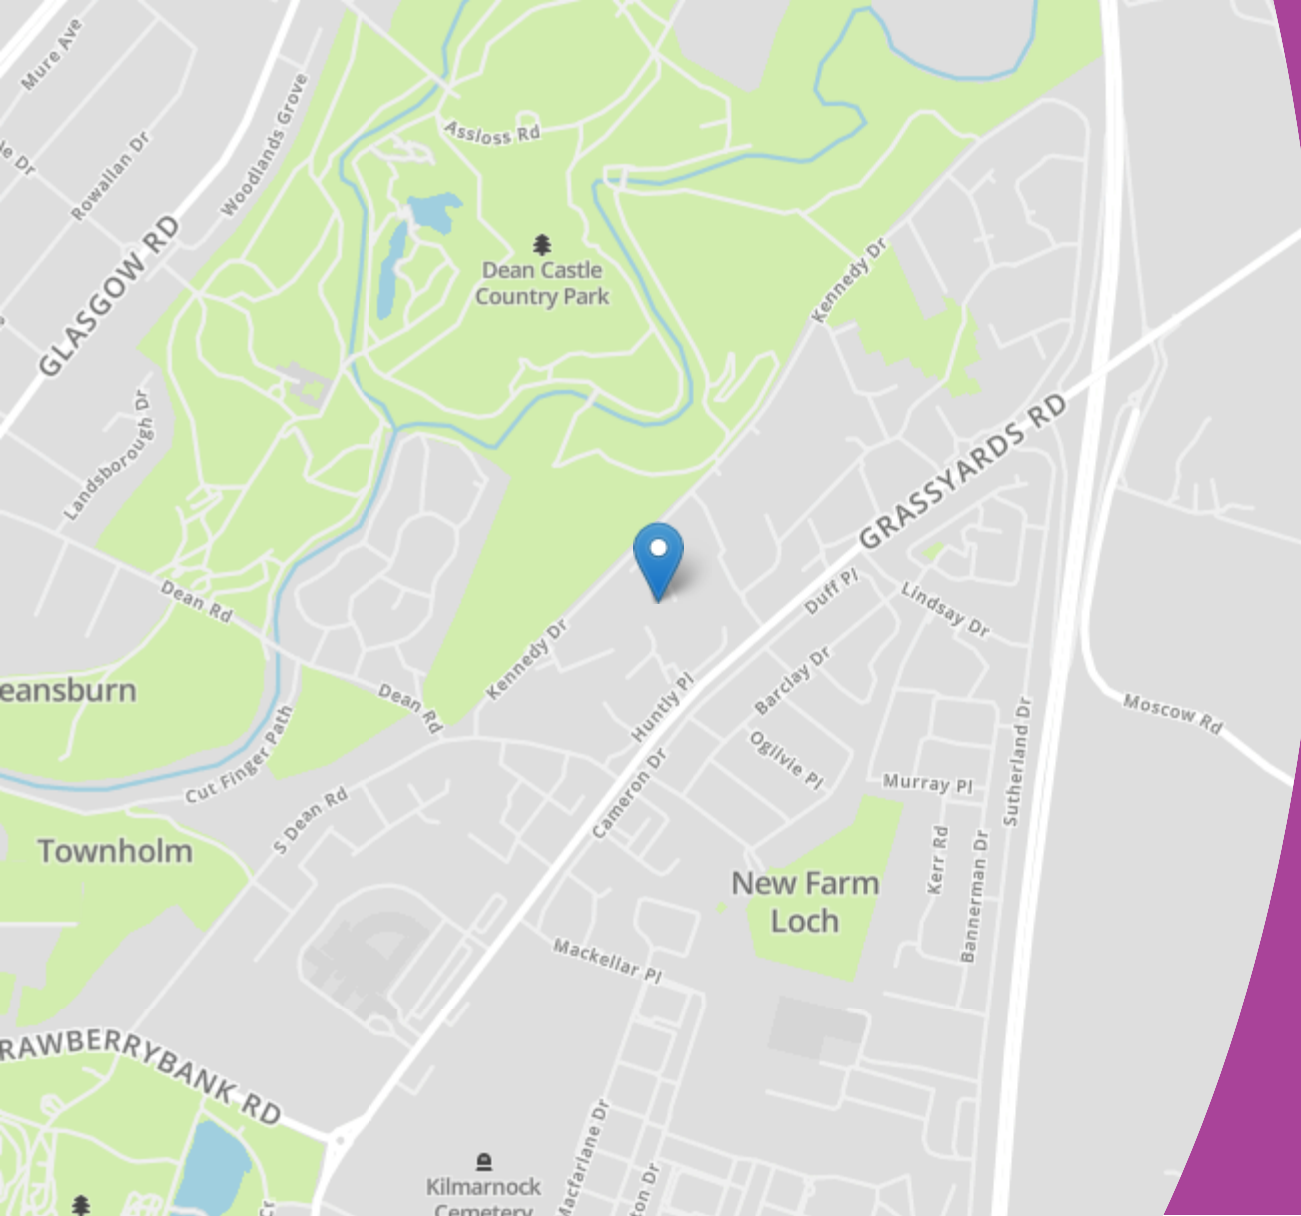 Mure Ave
Woodlands Grove
Rowallan Dr
Assloss Rd
GLASGOW RD
Dean Castle
Country Park
Kennedy Dr
Landsborough Dr
GRASSYARDS RD
Dean Rd
Duff Pl
Lindsay Dr
Kennedy Dr
eansburn
Dean Rd
Huntly Pl
Barclay Dr
Moscow Rd
Cut Finger Path
Ogilvie Pl
Sutherland Dr
Cameron Dr
Murray Pl
S Dean Rd
Townholm
Kerr Rd
New Farm
Loch
Bannerman Dr
Mackellar Pl
RAWBERRYBANK RD
Macfarlane Dr
ton Dr
Kilmarnock
Cemetery